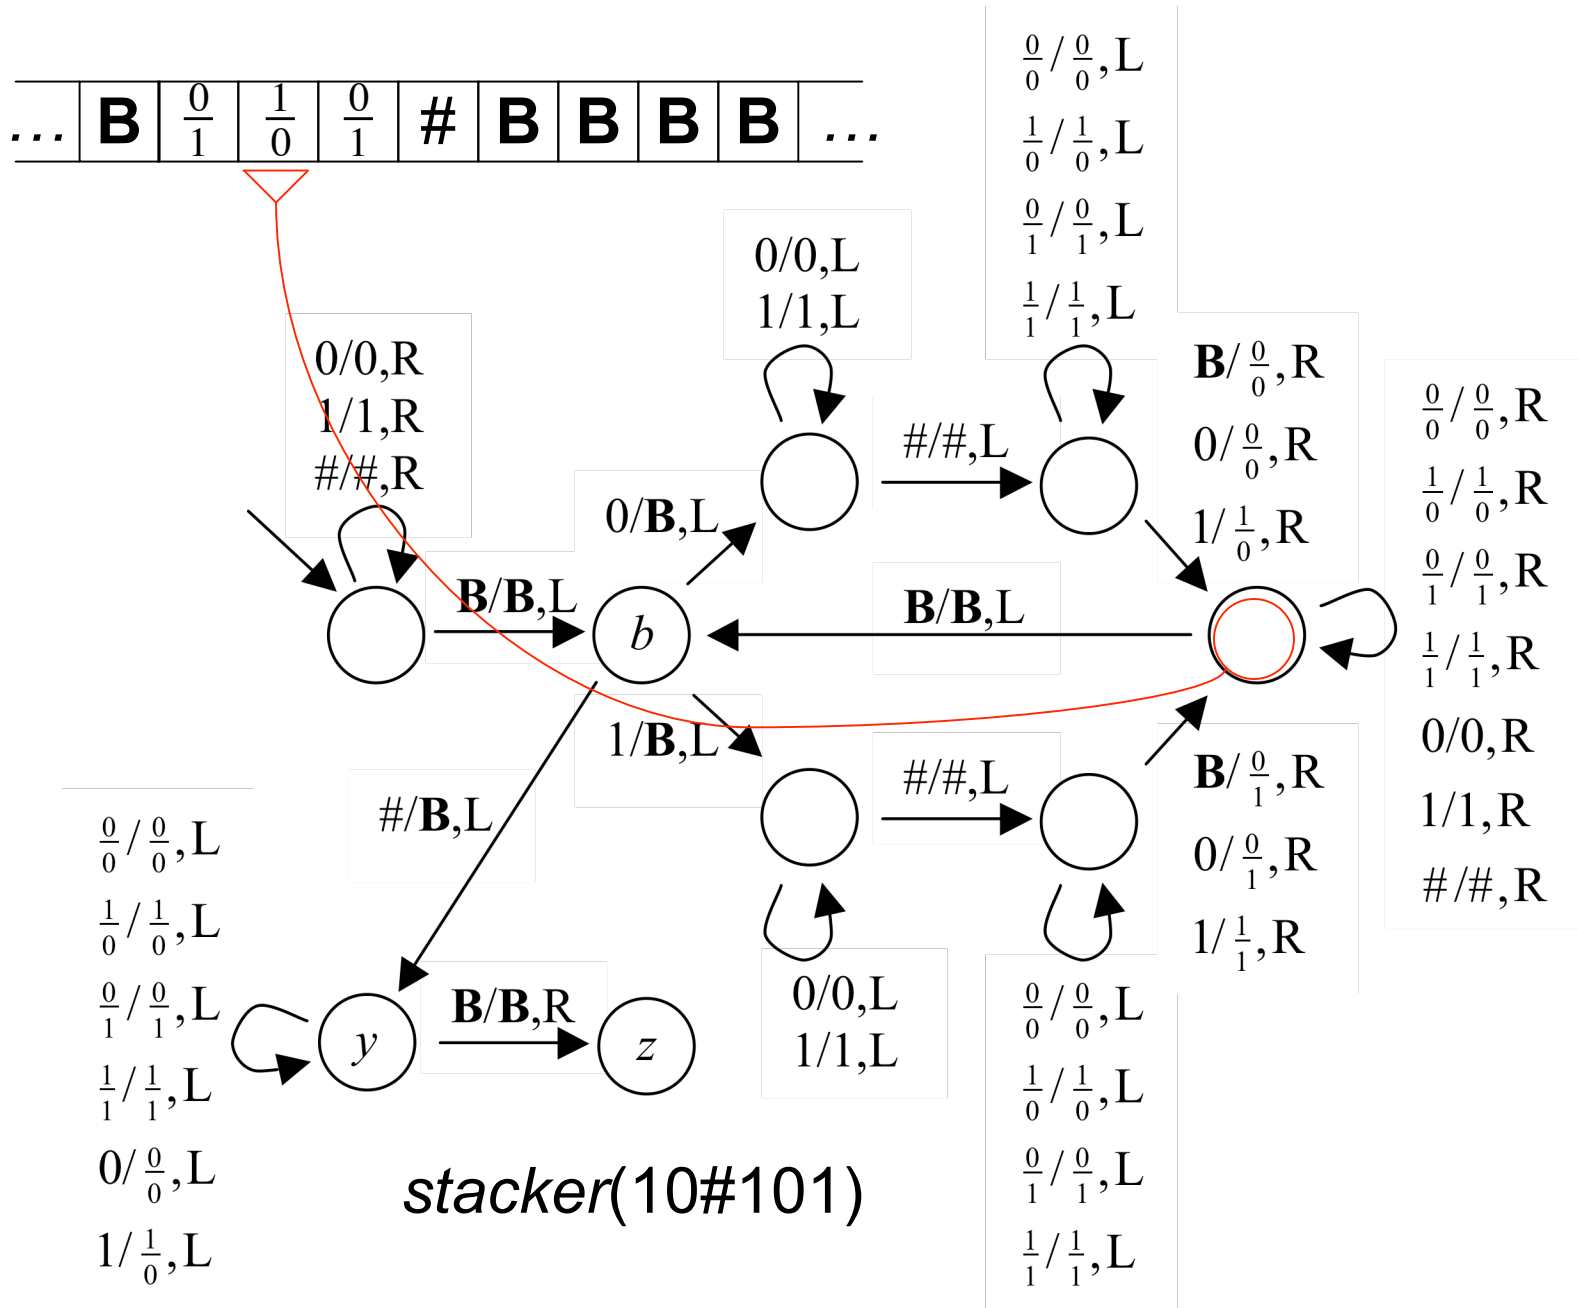 ... B 0/1 1/0 0/1 # B B B B ...
0/0,R
1/1,R
#/#,R
B/B,L
b
0/B,L
0/0,L
1/1,L
#/#,L
0/0 / 0/0,L
1/0 / 1/0,L
0/1 / 0/1,L
1/1 / 1/1,L
B/ 0/0,R
0/ 0/0,R
1/ 1/0,R
B/B,L
0/0 / 0/0,R
1/0 / 1/0,R
0/1 / 0/1,R
1/1 / 1/1,R
0/0,R
1/1,R
#/#,R
1/B,L
#/#,L
B/ 0/1,R
0/ 0/1,R
1/ 1/1,R
0/0,L
1/1,L
0/0 / 0/0,L
1/0 / 1/0,L
0/1 / 0/1,L
1/1 / 1/1,L
#/B,L
0/0 / 0/0,L
1/0 / 1/0,L
0/1 / 0/1,L
1/1 / 1/1,L
0/ 0/0,L
1/ 1/0,L
y
B/B,R
z
stacker(10#101)